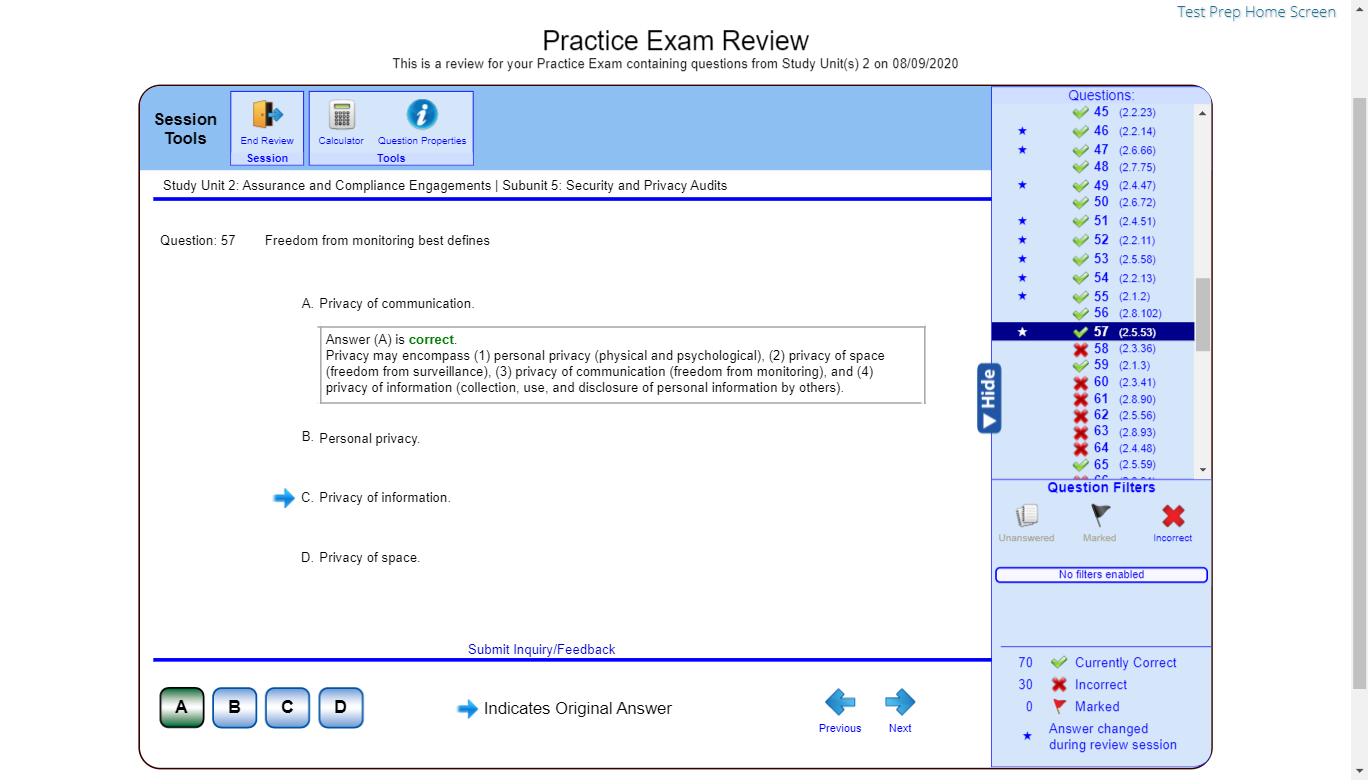 Test Prep Home Screen
Practice Exam Review
This is a review for your Practice Exam containing questions from Study Unit(s) 2 on 08/09/2020
Session
Tools
End Review
Session
Calculator
Question Properties
Tools
Study Unit 2: Assurance and Compliance Engagements | Subunit 5: Security and Privacy Audits
Question: 57 Freedom from monitoring best defines
A. Privacy of communication.
Answer (A) is correct.
Privacy may encompass (1) personal privacy (physical and psychological), (2) privacy of space
(freedom from surveillance), (3) privacy of communication (freedom from monitoring), and (4)
privacy of information (collection, use, and disclosure of personal information by others).
B. Personal privacy.
C. Privacy of information.
D. Privacy of space.
Submit Inquiry/Feedback
A B C D
Indicates Original Answer
Previous
Next
Hide
Questions:
45 (2.2.23)
46 (2.2.14)
47 (2.6.66)
48 (2.7.75)
49 (2.4.47)
50 (2.6.72)
51 (2.4.51)
52 (2.2.11)
53 (2.5.58)
54 (2.2.13)
55 (2.1.2)
56 (2.8.102)
57 (2.5.53)
58 (2.3.36)
59 (2.1.3)
60 (2.3.41)
61 (2.8.90)
62 (2.5.56)
63 (2.8.93)
64 (2.4.48)
65 (2.5.59)
Question Filters
Unanswered
Marked
Incorrect
No filters enabled
70 Currently Correct
30 Incorrect
0 Marked
Answer changed
during review session